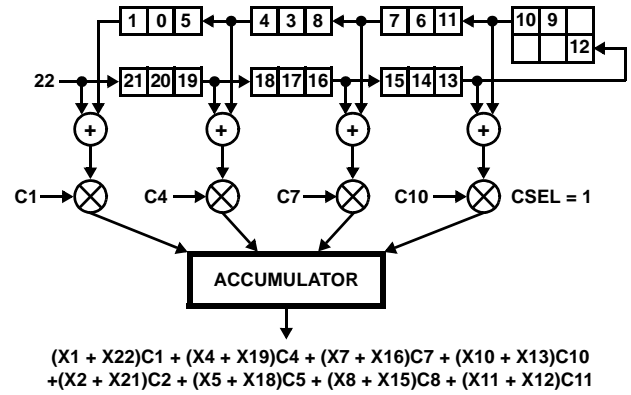 1 0 5 4 3 8 7 6 11 10 9
12
22 21 20 19 18 17 16 15 14 13
+ + + +
C1 C4 C7 C10 CSEL = 1
ACCUMULATOR
(X1 + X22)C1 + (X4 + X19)C4 + (X7 + X16)C7 + (X10 + X13)C10
+(X2 + X21)C2 + (X5 + X18)C5 + (X8 + X15)C8 + (X11 + X12)C11